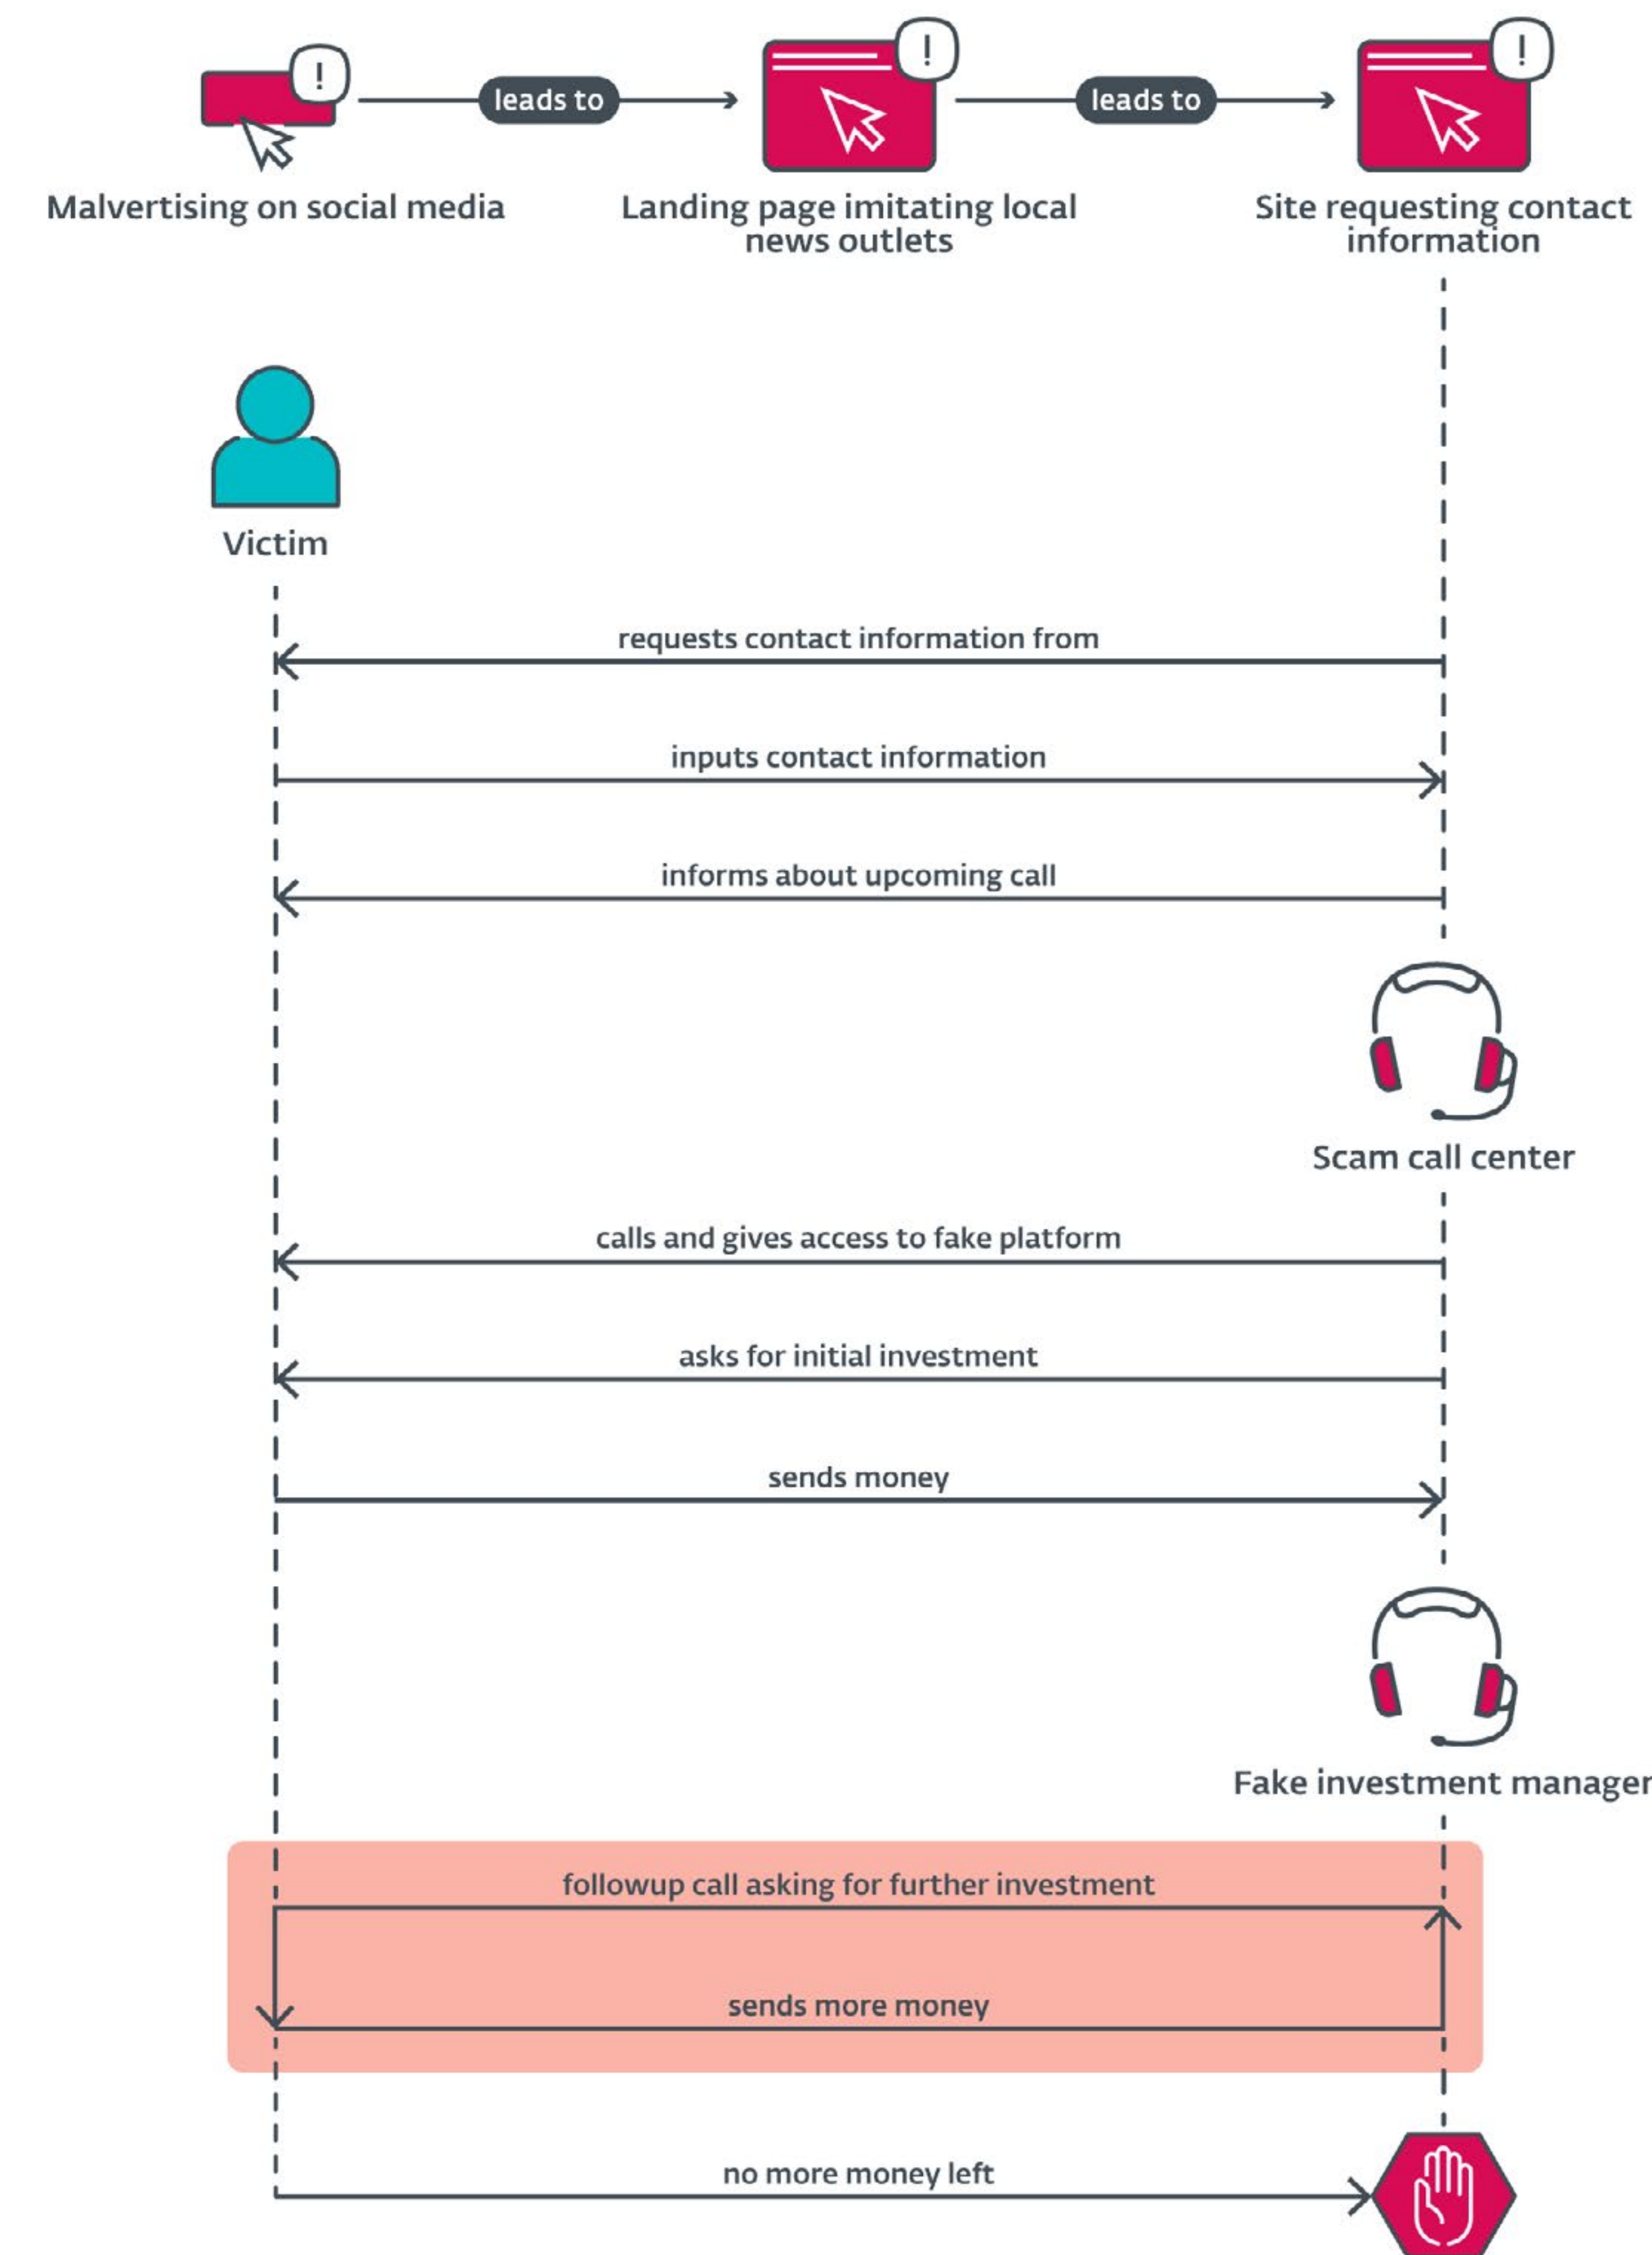 leads to
leads to
Malvertising on social media
Landing page imitating local
news outlets
Site requesting contact
information
Victim
requests contact information from
inputs contact information
informs about upcoming call
Scam call center
calls and gives access to fake platform
asks for initial investment
sends money
Fake investment manager
followup call asking for further investment
sends more money
no more money left